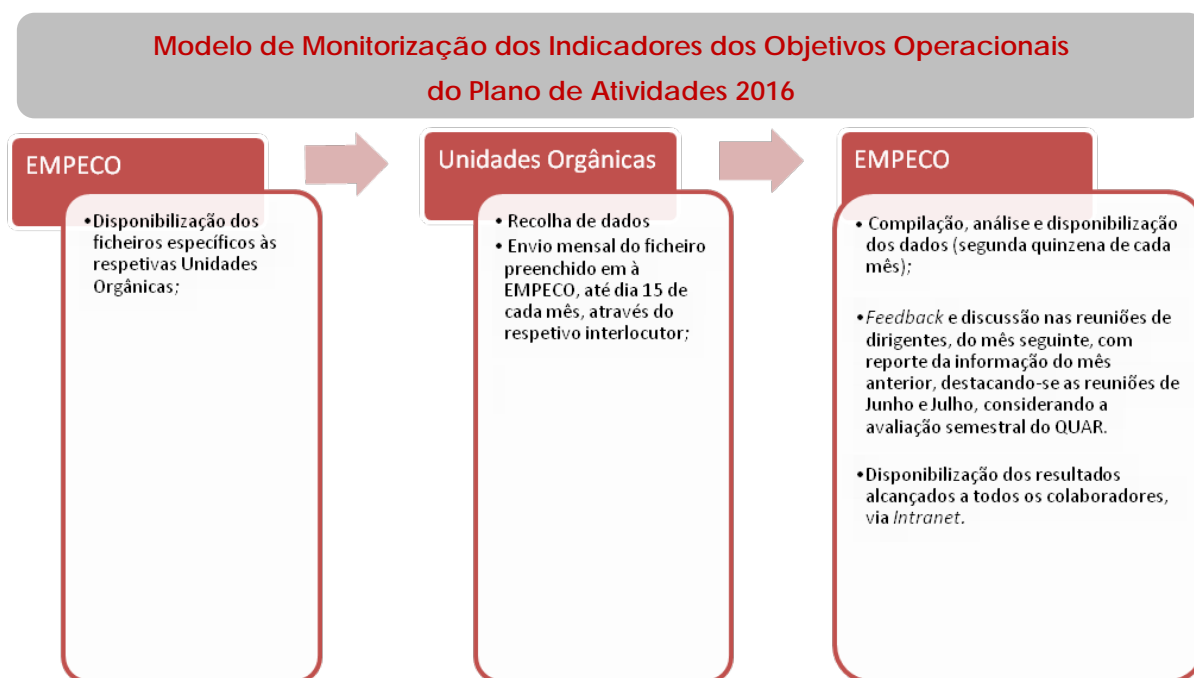 Modelo de Monitorização dos Indicadores dos Objetivos Operacionais
do Plano de Atividades 2016
EMPECO
•Disponibilização dos
ficheiros específicos às
respetivas Unidades
Orgânicas;
Unidades Orgânicas
• Recolha de dados
• Envio mensal do ficheiro
preenchido em à
EMPECO, até dia 15 de
cada mês, através do
respetivo interlocutor;
EMPECO
• Compilação, análise e disponibilização
dos dados (segunda quinzena de cada
mês);
•Feedback e discussão nas reuniões de
dirigentes, do mês seguinte, com
reporte da informação do mês
anterior, destacando-se as reuniões de
Junho e Julho, considerando a
avaliação semestral do QUAR.
•Disponibilização dos resultados
alcançados a todos os colaboradores,
via Intranet.